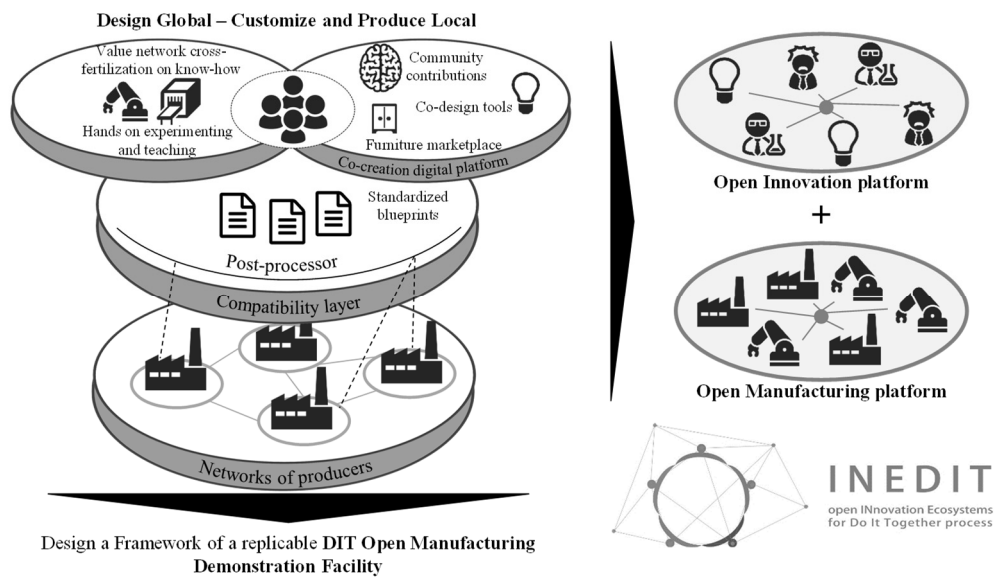 Design Global – Customize and Produce Local
Value network cross-
fertilization on know-how
Hands on experimenting
and teaching
Community
contributions
Co-design tools
Furniture marketplace
Co-creation digital platform
Standardized
blueprints
Post-processor
Compatibility layer
Networks of producers
Design a Framework of a replicable DIT Open Manufacturing
Demonstration Facility
Open Innovation platform
+
Open Manufacturing platform
INEDIT
open INnovation Ecosystems
for Do It Together process